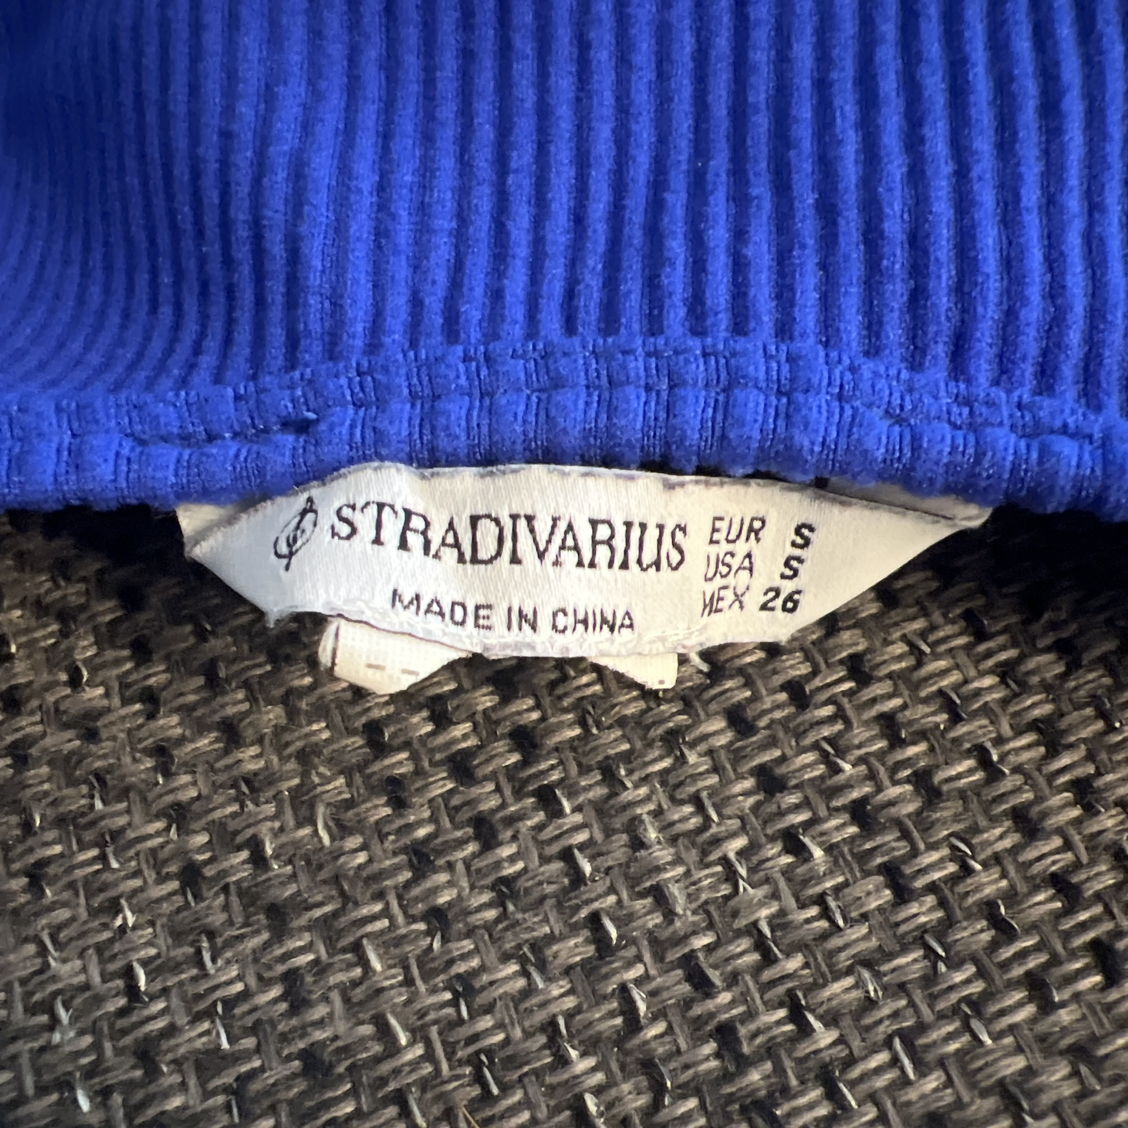 STRADIVARIUS
MADE IN CHINA
EUR S
USA S
MEX 26